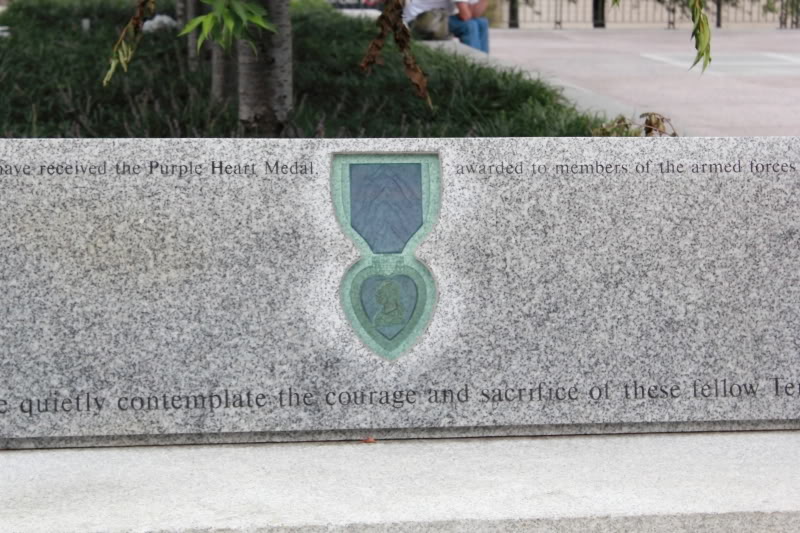 have received the Purple Heart Medal, awarded to members of the armed forces
quietly contemplate the courage and sacrifice of these fellow